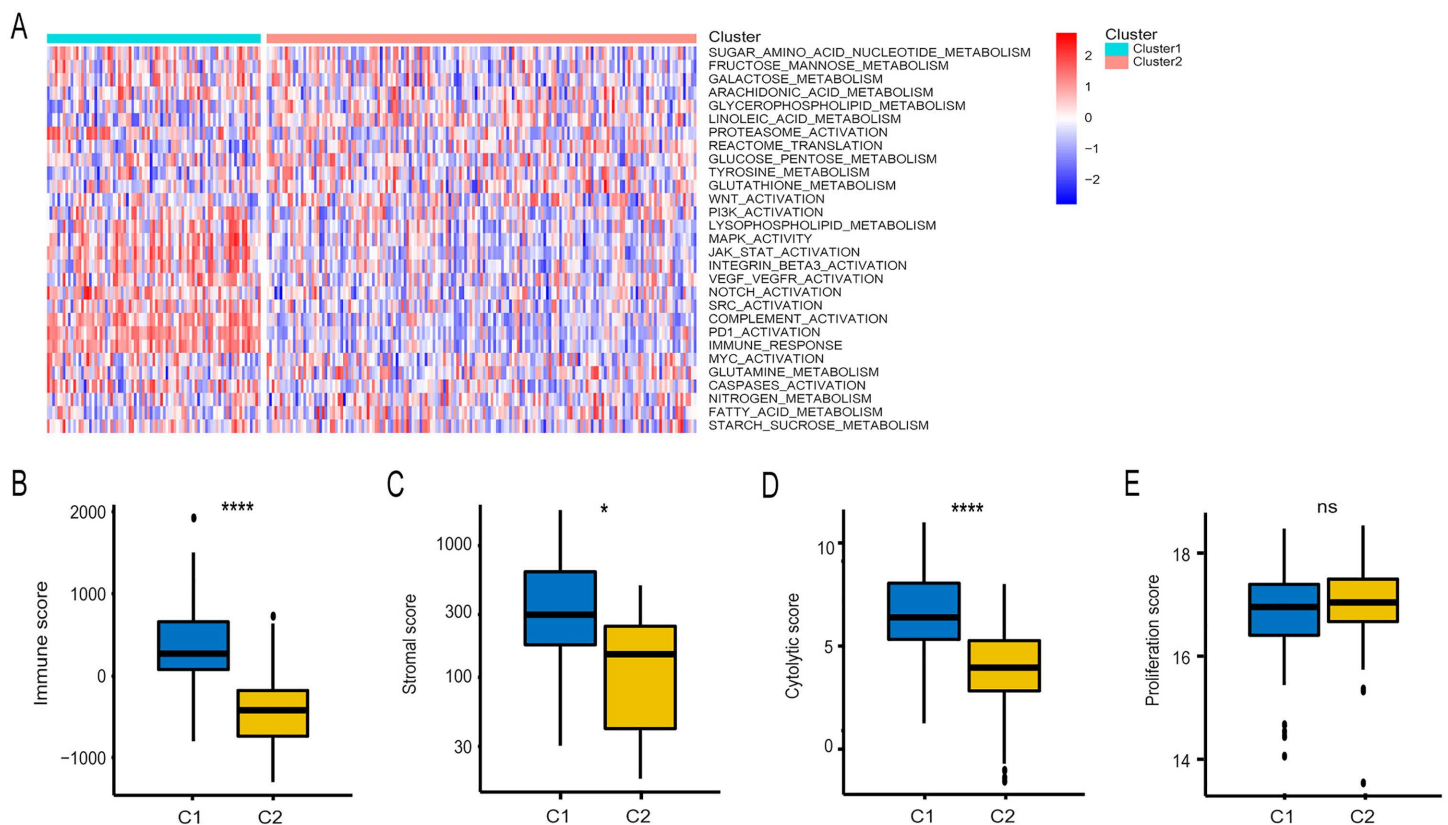 A
Cluster
SUGAR_AMINO_ACID_NUCLEOTIDE_METABOLISM
FRUCTOSE_MANNOSE_METABOLISM
GALACTOSE_METABOLISM
ARACHIDONIC_ACID_METABOLISM
GLYCEROPHOSPHOLIPID_METABOLISM
LINOLEIC_ACID_METABOLISM
PROTEASOME_ACTIVATION
REACTOME_TRANSLATION
GLUCOSE_PENTOSE_METABOLISM
TYROSINE_METABOLISM
GLUTATHIONE_METABOLISM
WNT_ACTIVATION
PI3K_ACTIVATION
LYSOPHOSPHOLIPID_METABOLISM
MAPK_ACTIVITY
JAK_STAT_ACTIVATION
INTEGRIN_BETA3_ACTIVATION
VEGF_VEGFR_ACTIVATION
NOTCH_ACTIVATION
SRC_ACTIVATION
COMPLEMENT_ACTIVATION
PD1_ACTIVATION
IMMUNE_RESPONSE
MYC_ACTIVATION
GLUTAMINE_METABOLISM
CASPASES_ACTIVATION
NITROGEN_METABOLISM
FATTY_ACID_METABOLISM
STARCH_SUCROSE_METABOLISM
2
1
0
−1
−2
Cluster
Cluster1
Cluster2
B
****
Immune score
2000
1000
0
−1000
C1 C2
C
*
Stromal score
1000
300
100
30
C1 C2
D
****
Cytolytic score
10
5
0
C1 C2
E
ns
Proliferation score
18
16
14
C1 C2